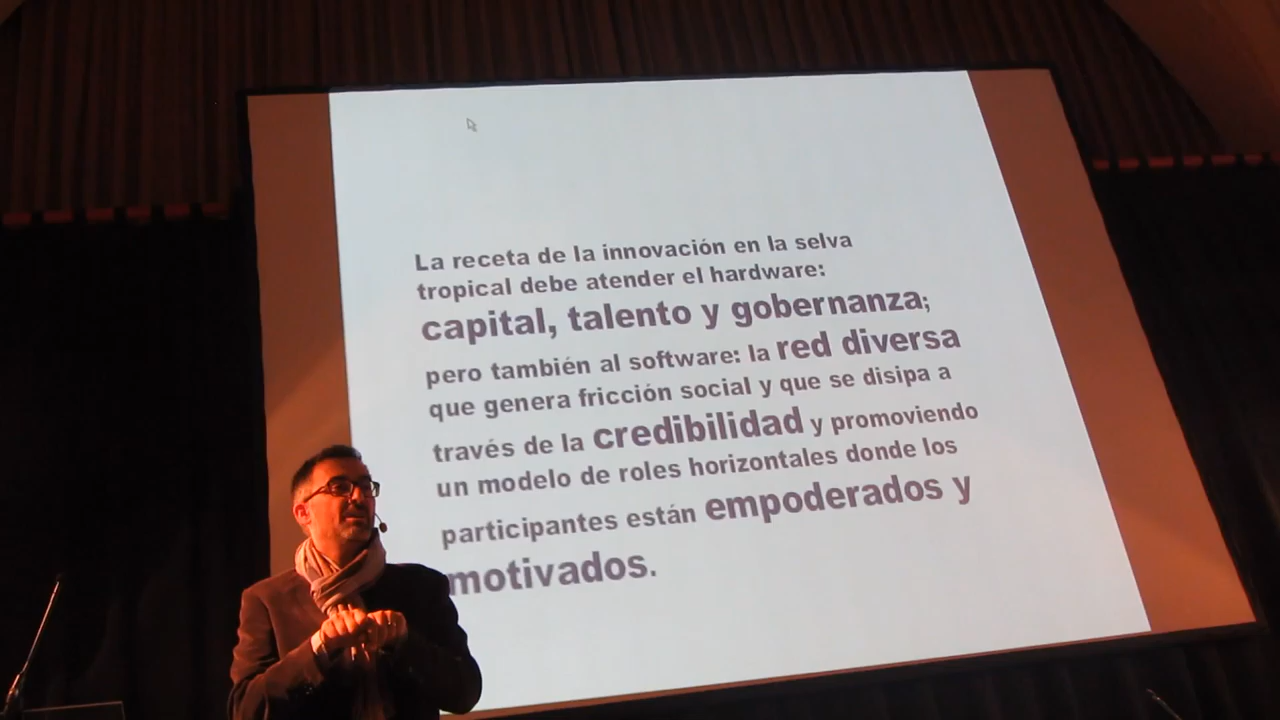 La receta de la innovación en la selva
tropical debe atender el hardware:
capital, talento y gobernanza;
pero también al software: la red diversa
que genera fricción social y que se disipa a
través de la credibilidad y promoviendo
un modelo de roles horizontales donde los
participantes están empoderados y
motivados.